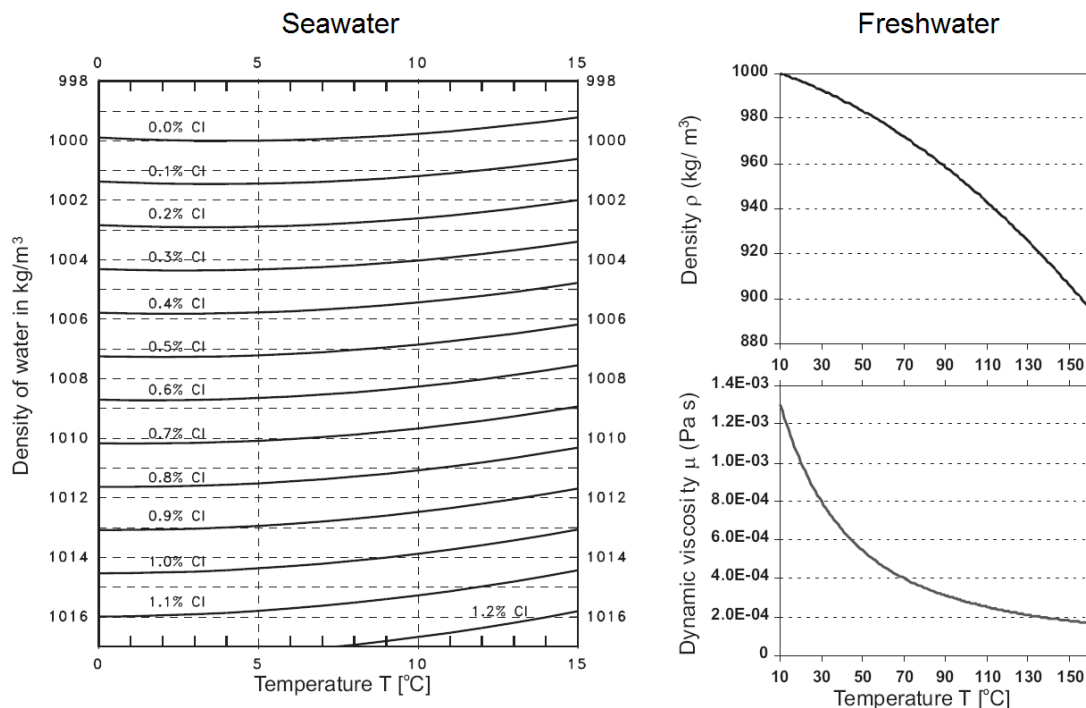 Seawater
0 5 10 15
Density of water in kg/m³
998
1000
1002
1004
1006
1008
1010
1012
1014
1016
0.0% Cl
0.1% Cl
0.2% Cl
0.3% Cl
0.4% Cl
0.5% Cl
0.6% Cl
0.7% Cl
0.8% Cl
0.9% Cl
1.0% Cl
1.1% Cl
1.2% Cl
998
1000
1002
1004
1006
1008
1010
1012
1014
1016
0 5 10 15
Temperature T [°C]
Freshwater
Density ρ (kg/ m³)
1000
980
960
940
920
900
880
10 30 50 70 90 110 130 150
Dynamic viscosity μ (Pa s)
1.4E-03
1.2E-03
1.0E-03
8.0E-04
6.0E-04
4.0E-04
2.0E-04
0
10 30 50 70 90 110 130 150
Temperature T [°C]